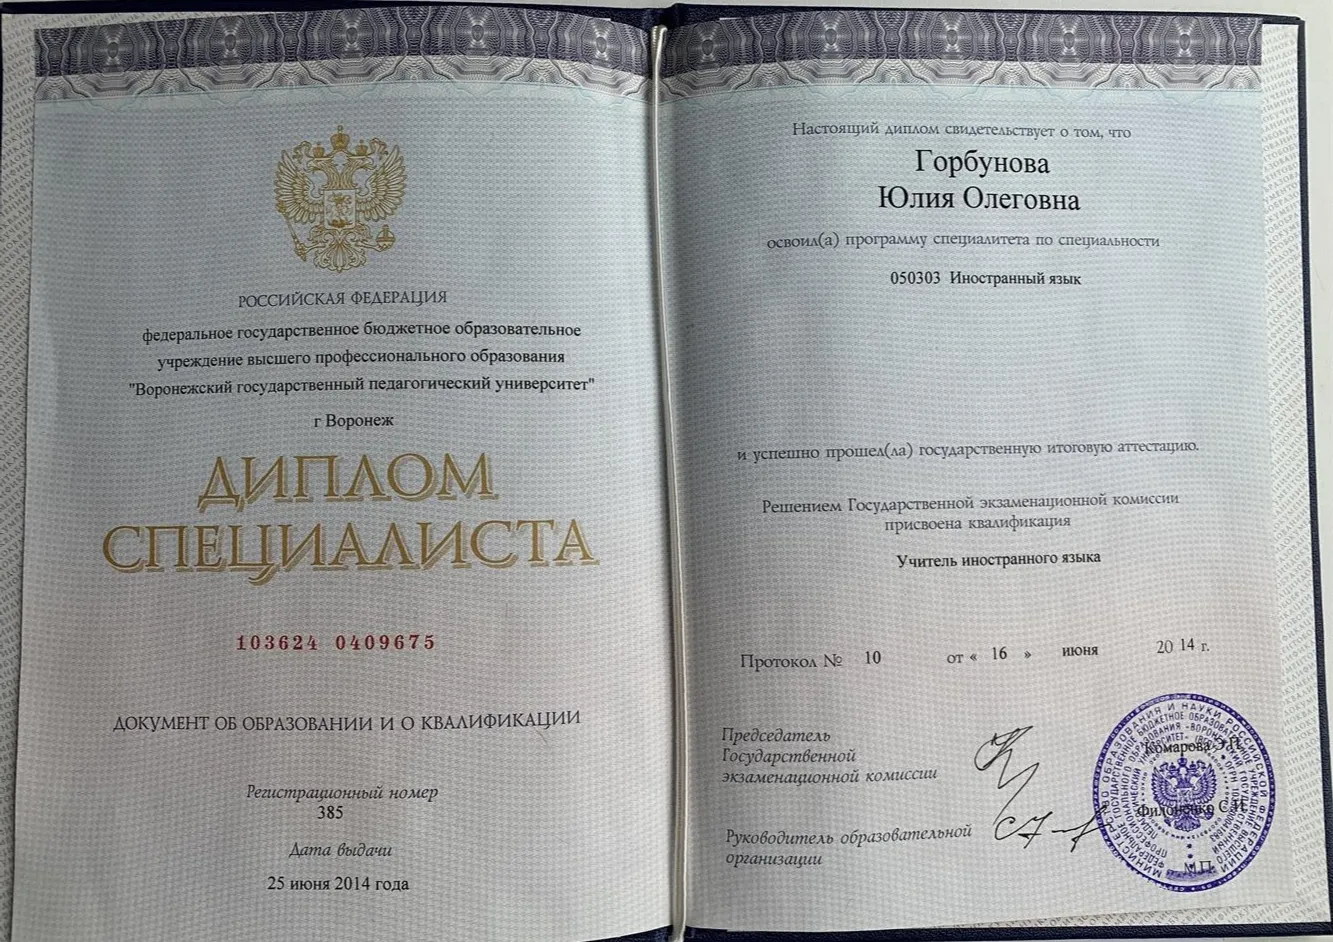 РОССИЙСКАЯ ФЕДЕРАЦИЯ
федеральное государственное бюджетное образовательное
учреждение высшего профессионального образования
"Воронежский государственный педагогический университет"
г Воронеж
ДИПЛОМ
СПЕЦИАЛИСТА
103624 0409675
ДОКУМЕНТ ОБ ОБРАЗОВАНИИ И О КВАЛИФИКАЦИИ
Регистрационный номер
385
Дата выдачи
25 июня 2014 года
Настоящий диплом свидетельствует о том, что
Горбунова
Юлия Олеговна
освоил(а) программу специалитета по специальности
050303 Иностранный язык
и успешно прошел(ла) государственную итоговую аттестацию.
Решением Государственной экзаменационной комиссии
присвоена квалификация
Учитель иностранного языка
Протокол № 10 от « 16 » июня 20 14 г.
Председатель
Государственной
экзаменационной комиссии
Комарова
Руководитель образовательной
организации
Филоненко С.И.
М.П.